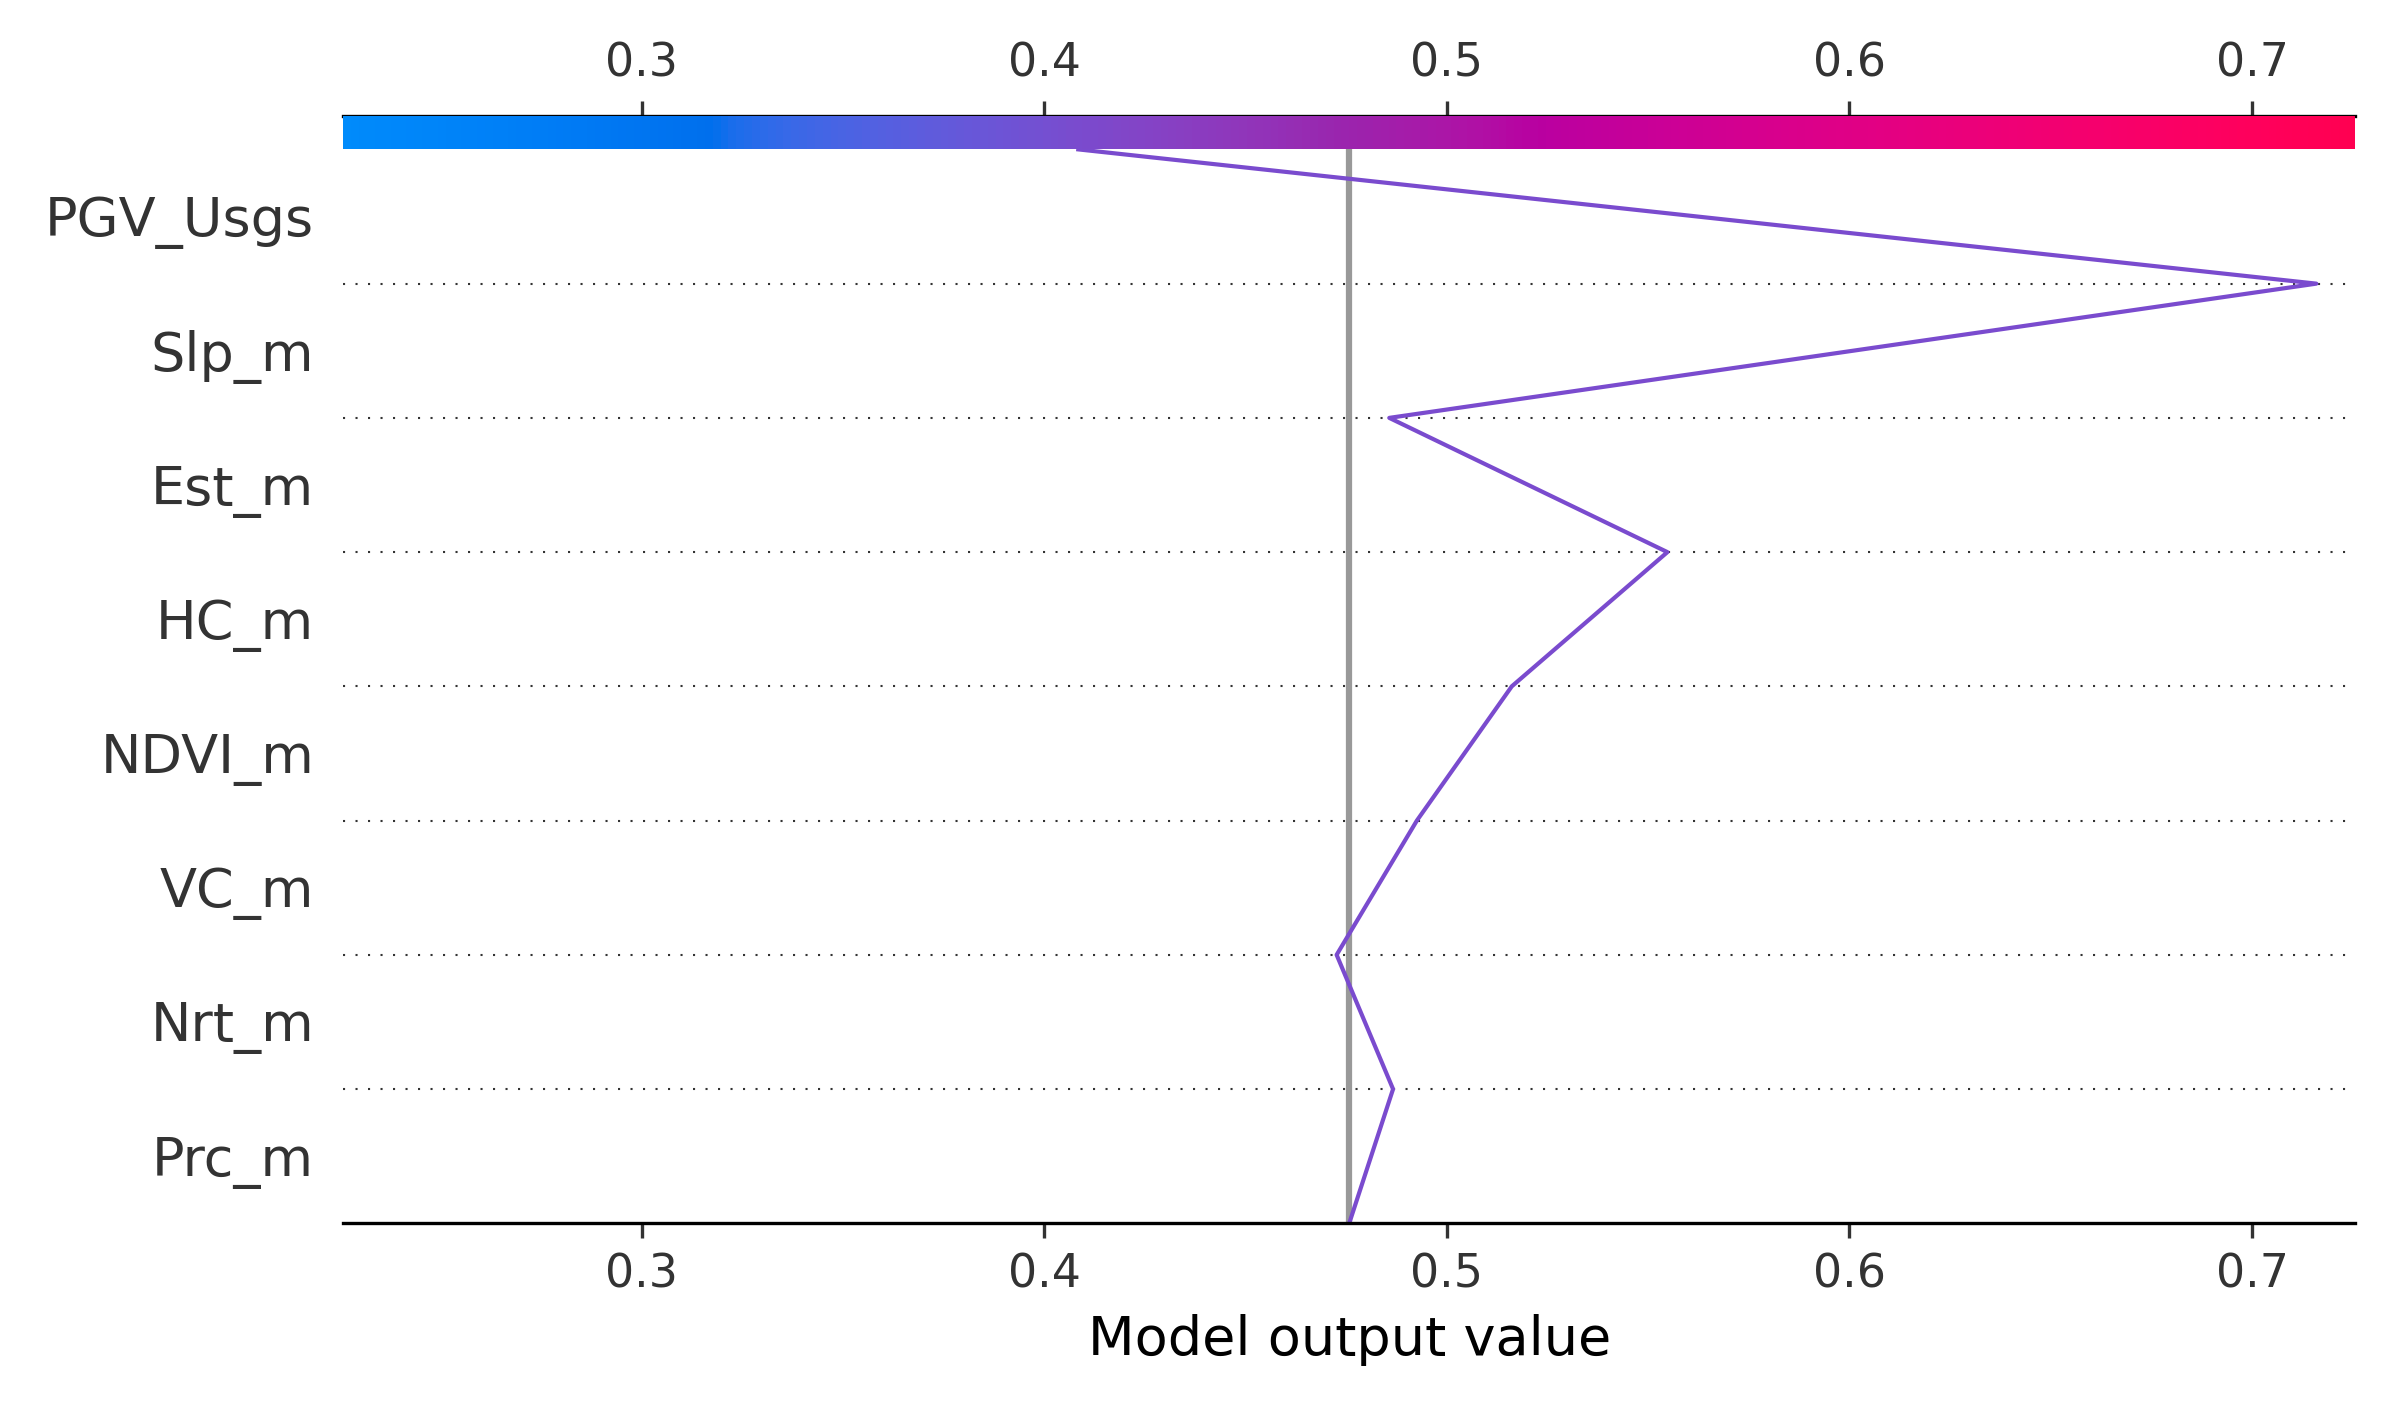 0.3 0.4 0.5 0.6 0.7
PGV_Usgs
Slp_m
Est_m
HC_m
NDVI_m
VC_m
Nrt_m
Prc_m
0.3 0.4 0.5 0.6 0.7
Model output value